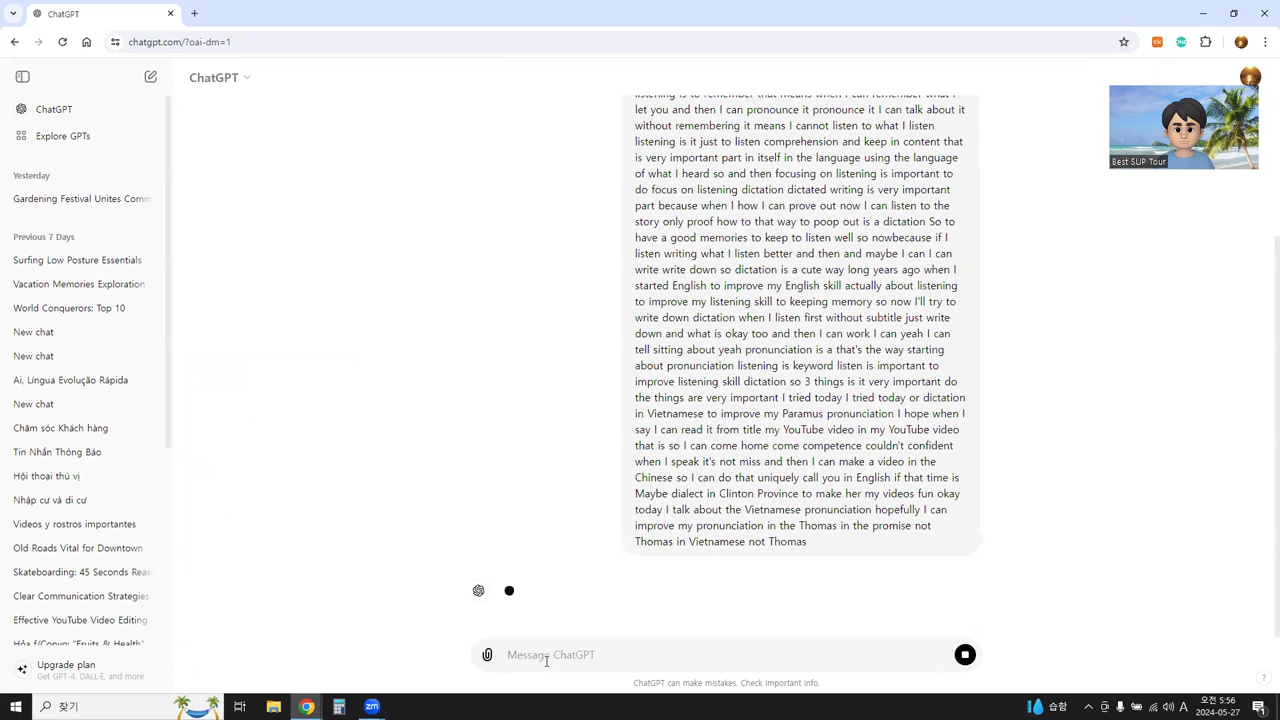 ChatGPT
chatgpt.com/?oai-dm=1
ChatGPT
ChatGPT
Explore GPTs
Yesterday
Gardening Festival Unites Comm
Previous 7 Days
Surfing Low Posture Essentials
Vacation Memories Exploration
World Conquerors: Top 10
New chat
New chat
Ai, Língua Evolução Rápida
New chat
Chăm sóc Khách hàng
Tin Nhắn Thông Báo
Hội thoại thú vị
Nhập cư và di cư
Videos y rostros importantes
Old Roads Vital for Downtown
Skateboarding: 45 Seconds Reas
Clear Communication Strategies
Effective YouTube Video Editing
Hỏa f/Convo: "Fruits & Health"
Upgrade plan
Get GPT-4, DALL·E, and more
listening is to remember that means when I can remember what I
let you and then I can pronounce it pronounce it I can talk about it
without remembering it means I cannot listen to what I listen
listening is it just to listen comprehension and keep in content that
is very important part in itself in the language using the language
of what I heard so and then focusing on listening is important to
do focus on listening dictation dictated writing is very important
part because when I how I can prove out now I can listen to the
story only proof how to that way to poop out is a dictation So to
have a good memories to keep to listen well so nowbecause if I
listen writing what I listen better and then and maybe I can I can
write write down so dictation is a cute way long years ago when I
started English to improve my English skill actually about listening
to improve my listening skill to keeping memory so now I'll try to
write down dictation when I listen first without subtitle just write
down and what is okay too and then I can work I can yeah I can
tell sitting about yeah pronunciation is a that's the way starting
about pronunciation listening is keyword listen is important to
improve listening skill dictation so 3 things is it very important do
the things are very important I tried today I tried today or dictation
in Vietnamese to improve my Paramus pronunciation I hope when I
say I can read it from title my YouTube video in my YouTube video
that is so I can come home come competence couldn't confident
when I speak it's not miss and then I can make a video in the
Chinese so I can do that uniquely call you in English if that time is
Maybe dialect in Clinton Province to make her my videos fun okay
today I talk about the Vietnamese pronunciation hopefully I can
improve my pronunciation in the Thomas in the promise not
Thomas in Vietnamese not Thomas
Message ChatGPT
ChatGPT can make mistakes. Check important info.
?
Best SUP Tour
찾기
습함
A
오전 5:56
2024-05-27